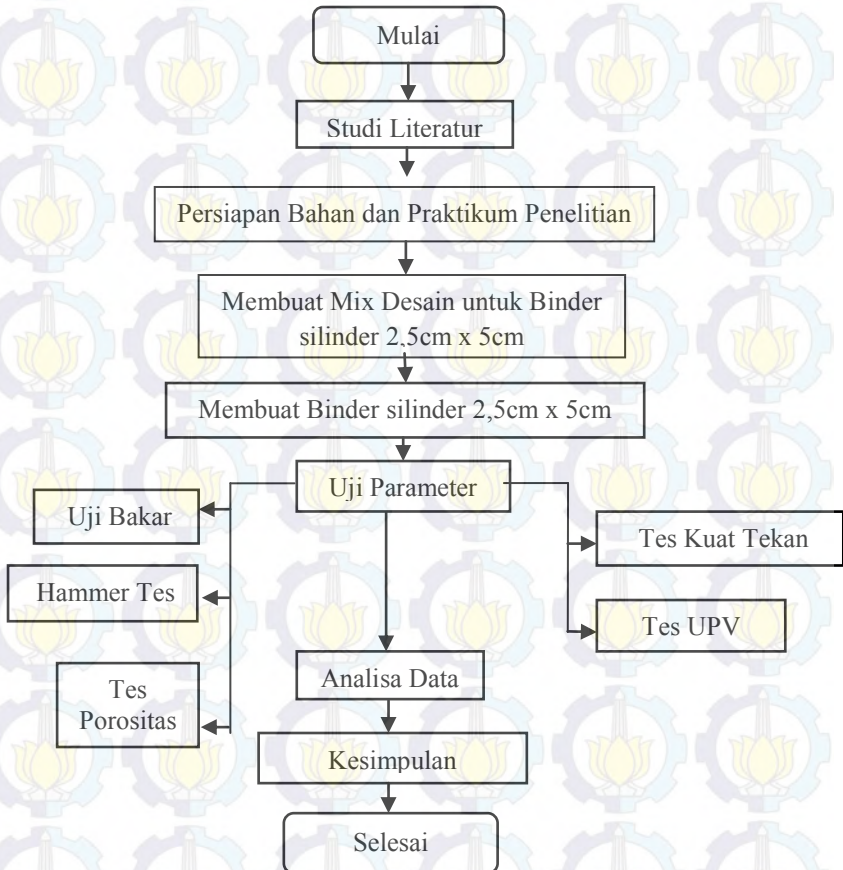 Mulai
Studi Literatur
Persiapan Bahan dan Praktikum Penelitian
Membuat Mix Desain untuk Binder
silinder 2,5cm x 5cm
Membuat Binder silinder 2,5cm x 5cm
Uji Parameter
Uji Bakar
Hammer Tes
Tes
Porositas
Tes Kuat Tekan
Tes UPV
Analisa Data
Kesimpulan
Selesai